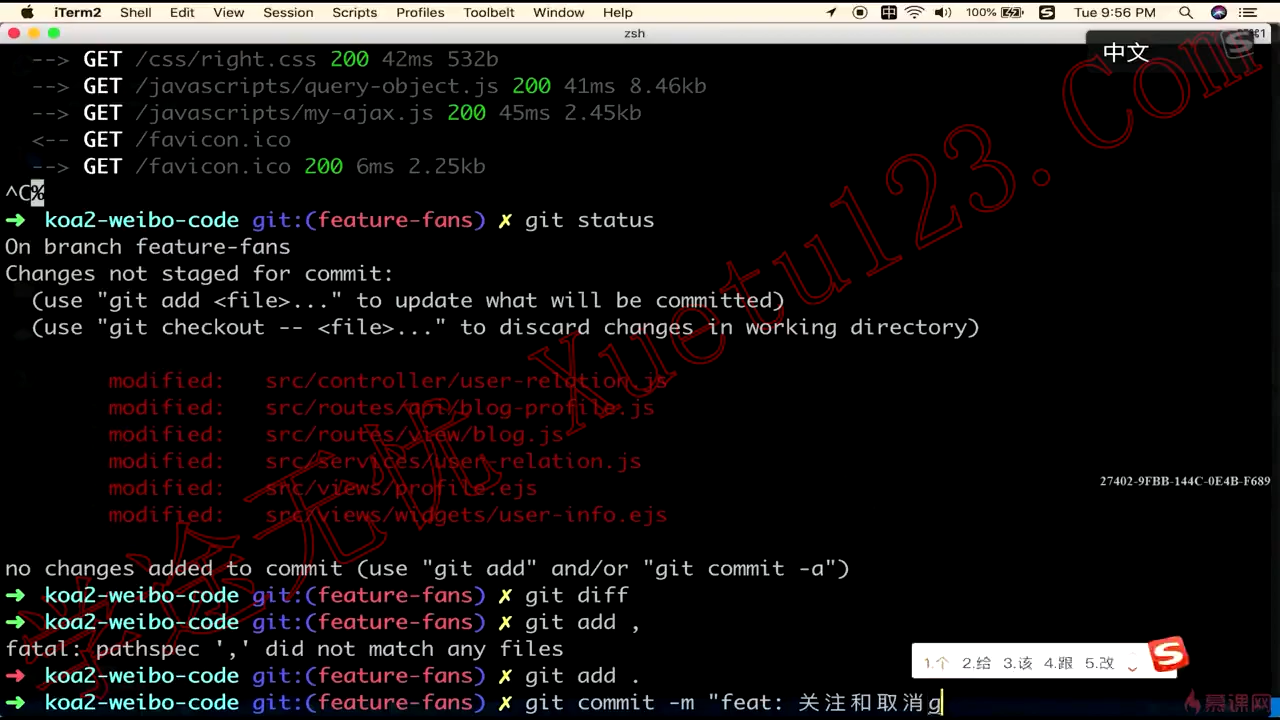 iTerm2 Shell Edit View Session Scripts Profiles Toolbelt Window Help 100% Tue 9:56 PM
zsh
中文
--> GET /css/right.css 200 42ms 532b
--> GET /javascripts/query-object.js 200 41ms 8.46kb
--> GET /javascripts/my-ajax.js 200 45ms 2.45kb
<-- GET /favicon.ico
--> GET /favicon.ico 200 6ms 2.25kb
^C%
➜ koa2-weibo-code git:(feature-fans) ✗ git status
On branch feature-fans
Changes not staged for commit:
(use "git add <file>..." to update what will be committed)
(use "git checkout -- <file>..." to discard changes in working directory)
modified: src/controller/user-relation.js
modified: src/routes/api/blog-profile.js
modified: src/routes/view/blog.js
modified: src/services/user-relation.js
modified: src/views/profile.ejs
modified: src/views/widgets/user-info.ejs
27402-9FBB-144C-0E4B-F689
no changes added to commit (use "git add" and/or "git commit -a")
➜ koa2-weibo-code git:(feature-fans) ✗ git diff
➜ koa2-weibo-code git:(feature-fans) ✗ git add ,
fatal: pathspec ',' did not match any files
➜ koa2-weibo-code git:(feature-fans) ✗ git add .
➜ koa2-weibo-code git:(feature-fans) ✗ git commit -m "feat: 关注和取消g
1.个 2.给 3.该 4.跟 5.改
学途无忧 Xuetu123.Com
慕课网